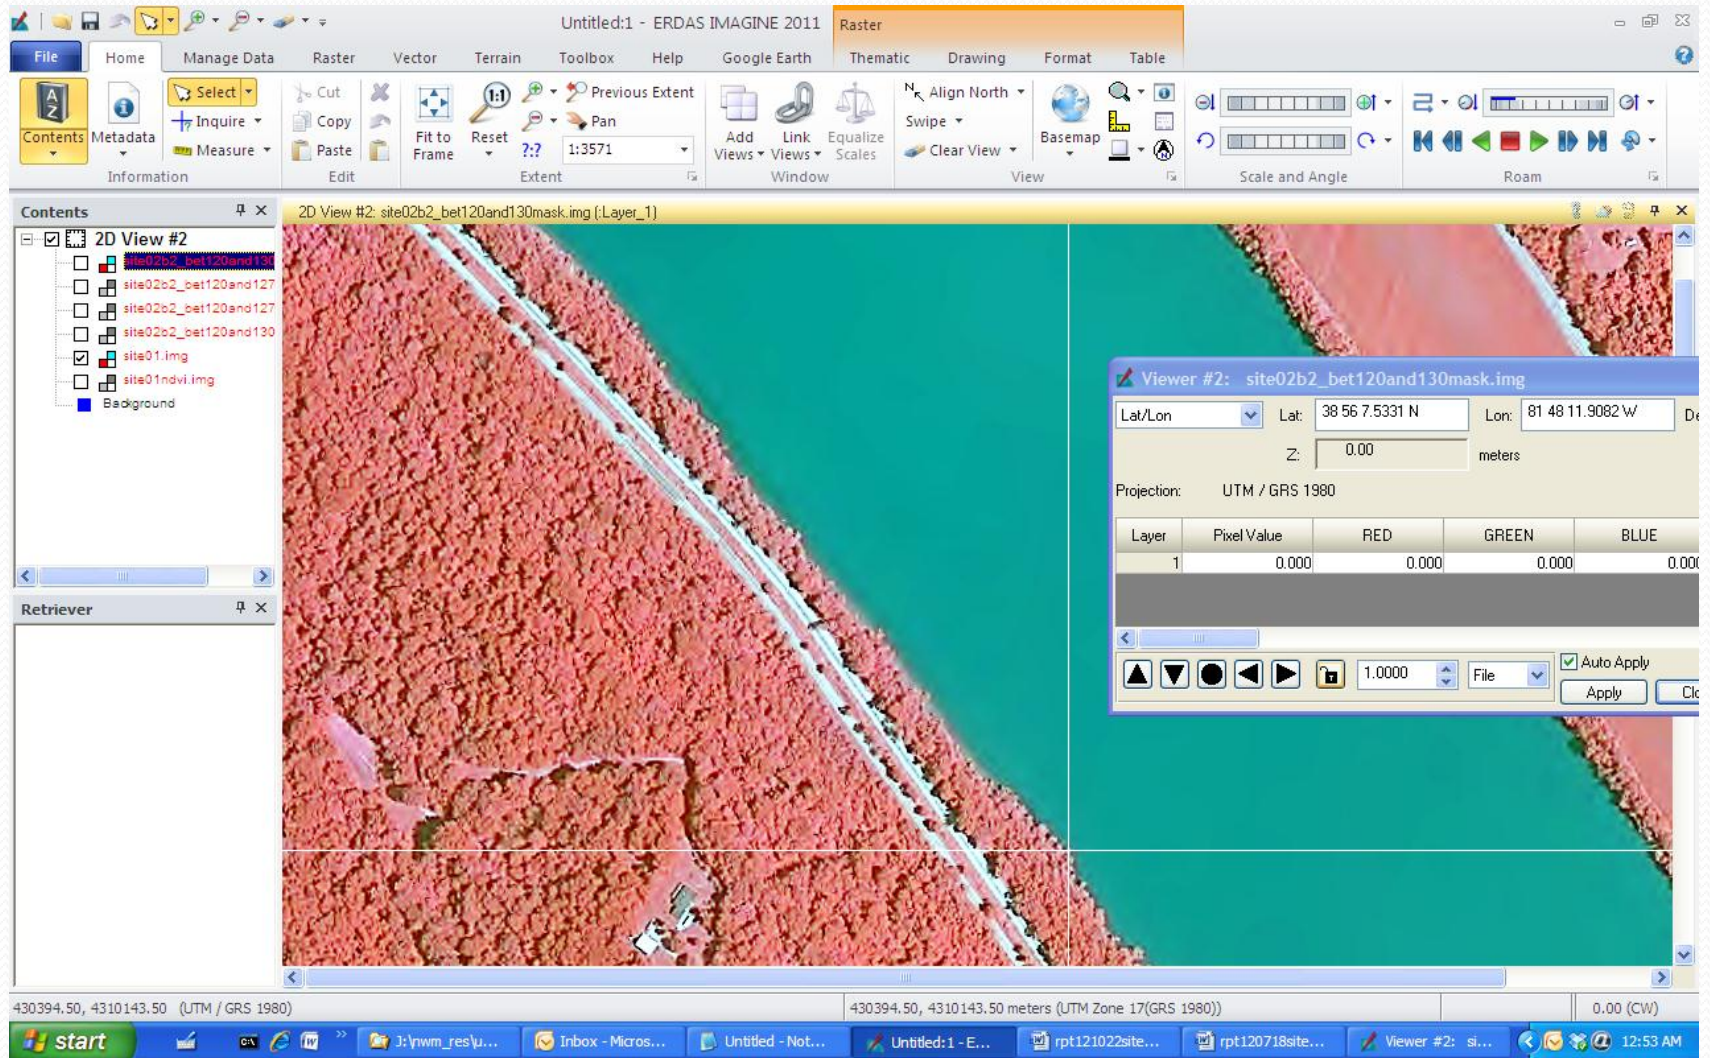 Untitled:1 - ERDAS IMAGINE 2011
Raster
File Home Manage Data Raster Vector Terrain Toolbox Help Google Earth Thematic Drawing Format Table
Contents
Metadata
Select
Inquire
Measure
Information
Cut
Copy
Paste
Edit
Fit to Frame
Reset
1:1
Previous Extent
Pan
?:?
1:3571
Extent
Add Views
Link Views
Equalize Scales
Window
Align North
Swipe
Clear View
Basemap
View
Scale and Angle
Roam
Contents
2D View #2
site02b2_bet120and130
site02b2_bet120and127
site02b2_bet120and127
site02b2_bet120and130
site01.img
site01ndvi.img
Background
Retriever
2D View #2: site02b2_bet120and130mask.img (:Layer_1)
Viewer #2: site02b2_bet120and130mask.img
Lat/Lon Lat: 38 56 7.5331 N Lon: 81 48 11.9082 W De
Z: 0.00 meters
Projection: UTM / GRS 1980
Layer Pixel Value RED GREEN BLUE
1 0.000 0.000 0.000 0.000
1.0000 File Auto Apply
Apply Clo
430394.50, 4310143.50 (UTM / GRS 1980) 430394.50, 4310143.50 meters (UTM Zone 17(GRS 1980)) 0.00 (CW)
start J:\nwm_res\µ... Inbox - Micros... Untitled - Not... Untitled:1 - E... rpt121022site... rpt120718site... Viewer #2: si... 12:53 AM